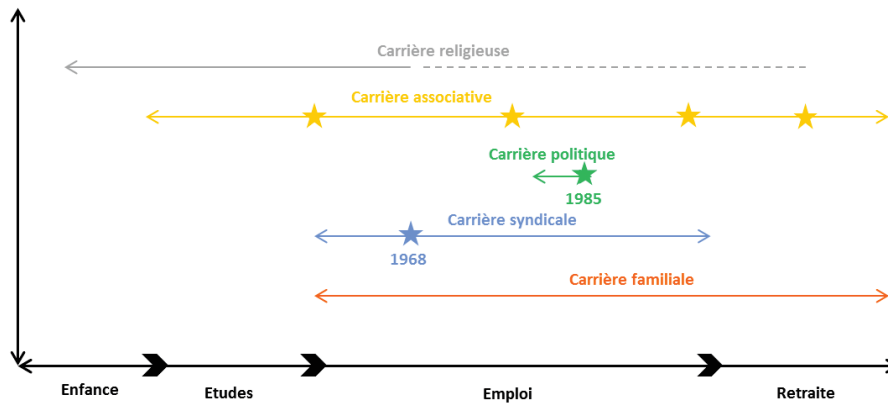 Carrière religieuse
Carrière associative
Carrière politique
1985
Carrière syndicale
1968
Carrière familiale
Enfance
Etudes
Emploi
Retraite